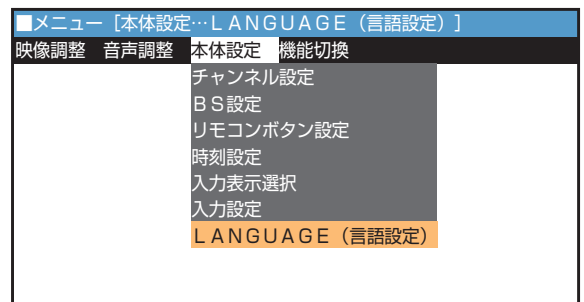 ■メニュー［本体設定…ＬＡＮＧＵＡＧＥ（言語設定）］
映像調整 音声調整 本体設定 機能切換
チャンネル設定
ＢＳ設定
リモコンボタン設定
時刻設定
入力表示選択
入力設定
ＬＡＮＧＵＡＧＥ（言語設定）